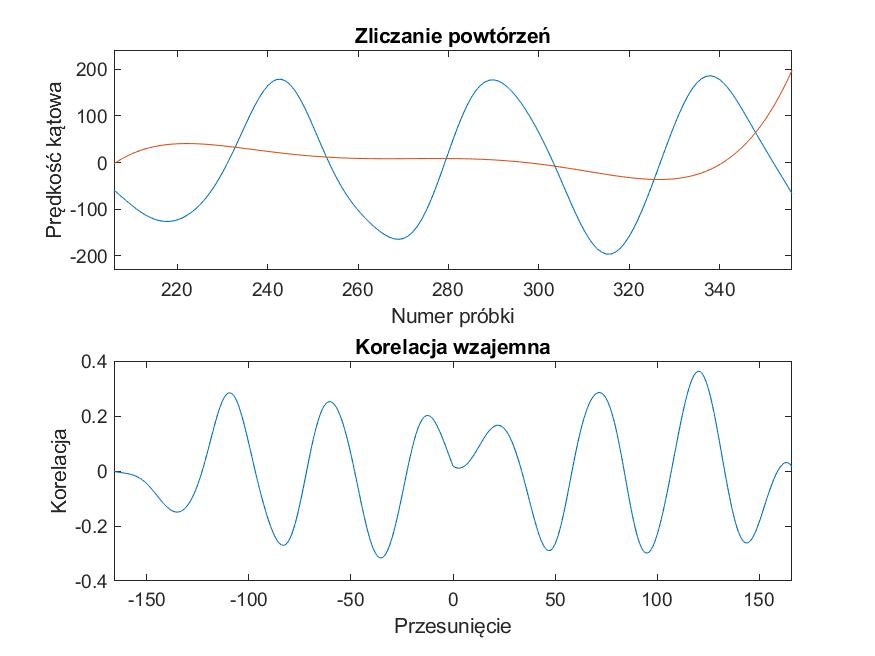 Zliczanie powtórzeń
Prędkość kątowa
200
100
0
-100
-200
220 240 260 280 300 320 340
Numer próbki
Korelacja wzajemna
Korelacja
0.4
0.2
0
-0.2
-0.4
-150 -100 -50 0 50 100 150
Przesunięcie